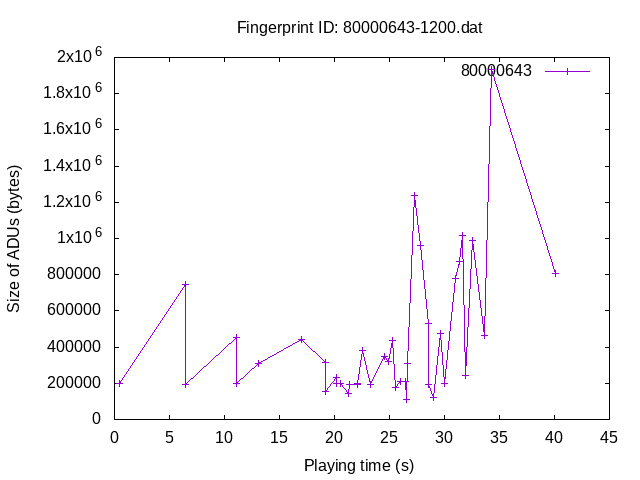 Fingerprint ID: 80000643-1200.dat
80000643
Size of ADUs (bytes)
2x10^6
1.8x10^6
1.6x10^6
1.4x10^6
1.2x10^6
1x10^6
800000
600000
400000
200000
0
0 5 10 15 20 25 30 35 40 45
Playing time (s)